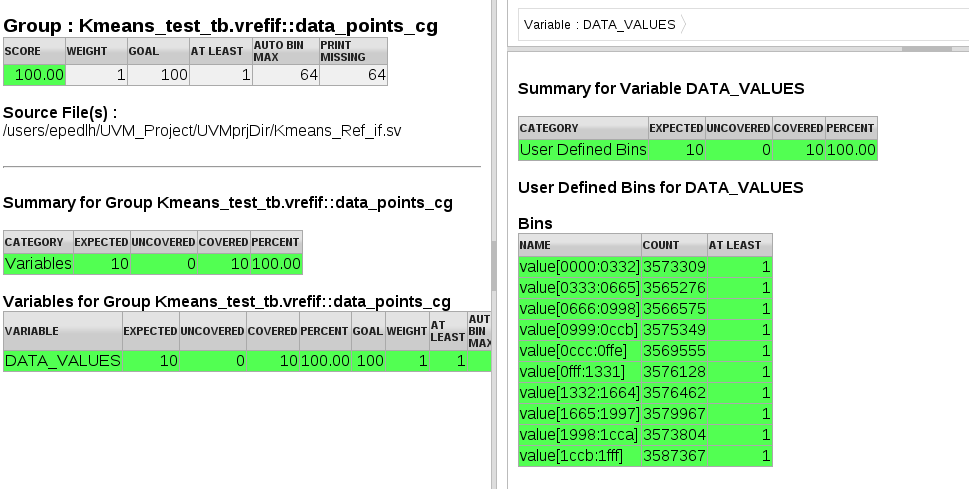 Group : Kmeans_test_tb.vrefif::data_points_cg
SCORE WEIGHT GOAL AT LEAST AUTO BIN MAX PRINT MISSING
100.00 1 100 1 64 64
Source File(s) :
/users/epedlh/UVM_Project/UVMprjDir/Kmeans_Ref_if.sv
Summary for Group Kmeans_test_tb.vrefif::data_points_cg
CATEGORY EXPECTED UNCOVERED COVERED PERCENT
Variables 10 0 10 100.00
Variables for Group Kmeans_test_tb.vrefif::data_points_cg
VARIABLE EXPECTED UNCOVERED COVERED PERCENT GOAL WEIGHT AT LEAST AUT BIN MAX
DATA_VALUES 10 0 10 100.00 100 1 1
Variable : DATA_VALUES
Summary for Variable DATA_VALUES
CATEGORY EXPECTED UNCOVERED COVERED PERCENT
User Defined Bins 10 0 10 100.00
User Defined Bins for DATA_VALUES
Bins
NAME COUNT AT LEAST
value[0000:0332] 3573309 1
value[0333:0665] 3565276 1
value[0666:0998] 3566575 1
value[0999:0ccb] 3575349 1
value[0ccc:0ffe] 3569555 1
value[0fff:1331] 3576128 1
value[1332:1664] 3576462 1
value[1665:1997] 3579967 1
value[1998:1cca] 3573804 1
value[1ccb:1fff] 3587367 1